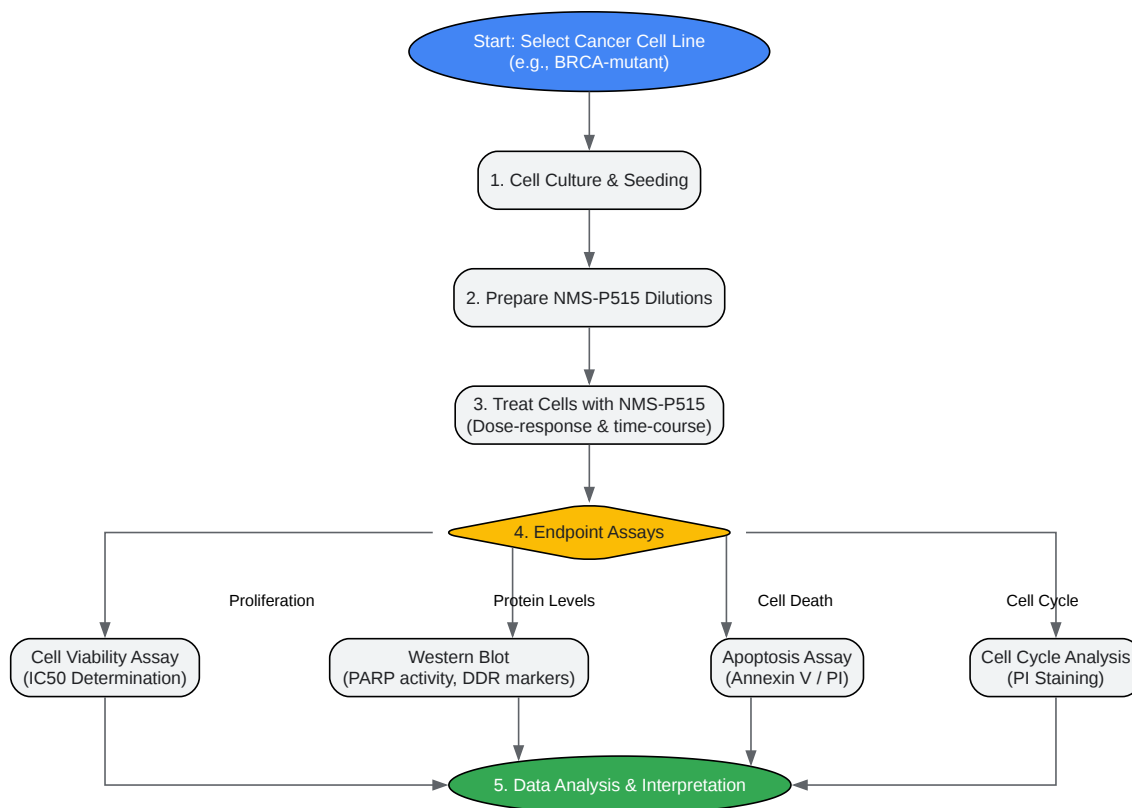 Start: Select Cancer Cell Line
(e.g., BRCA-mutant)
1. Cell Culture & Seeding
2. Prepare NMS-P515 Dilutions
3. Treat Cells with NMS-P515
(Dose-response & time-course)
4. Endpoint Assays
Proliferation
Protein Levels
Cell Death
Cell Cycle
Cell Viability Assay
(IC50 Determination)
Western Blot
(PARP activity, DDR markers)
Apoptosis Assay
(Annexin V / PI)
Cell Cycle Analysis
(PI Staining)
5. Data Analysis & Interpretation